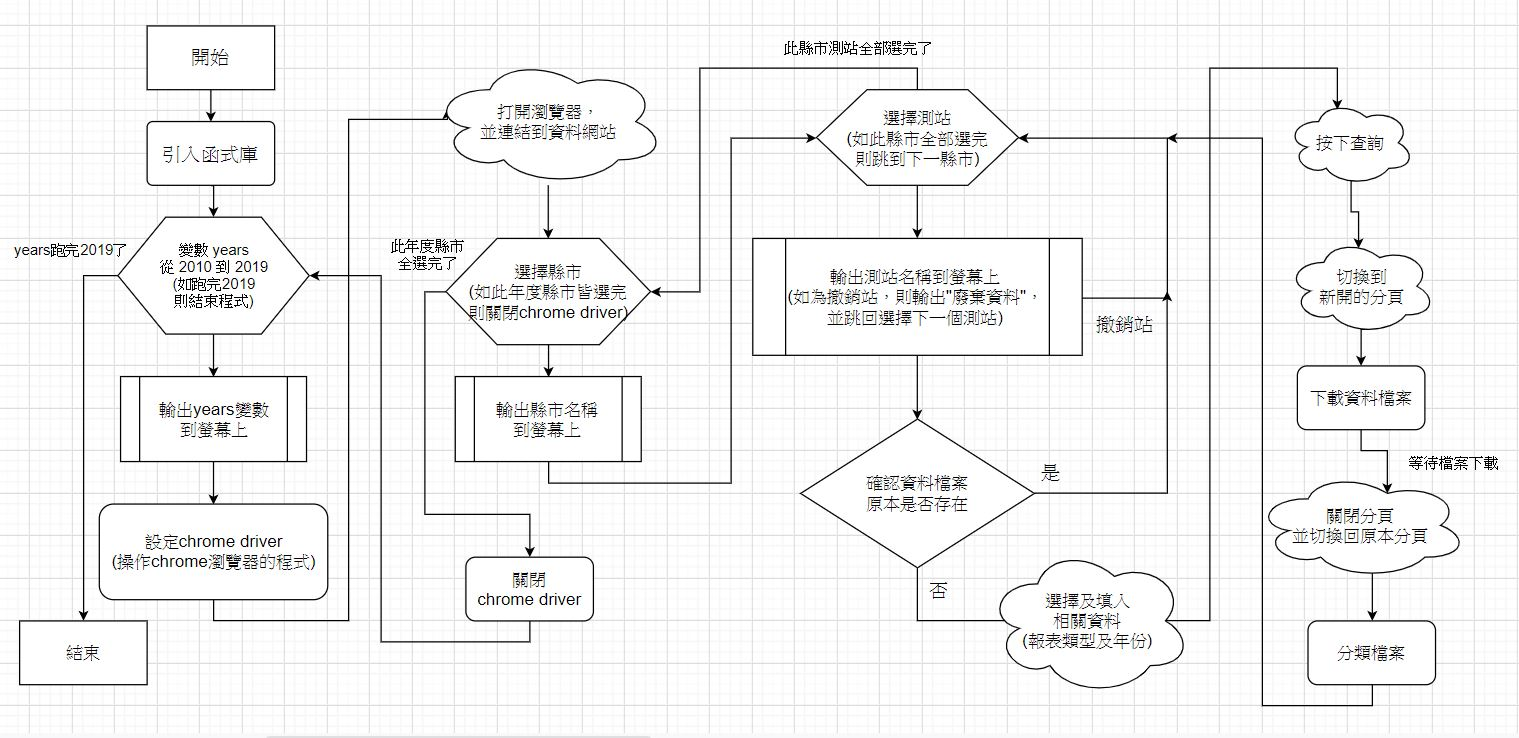 開始
引入函式庫
years跑完2019了
變數 years
從 2010 到 2019
(如跑完2019
則結束程式)
輸出years變數
到螢幕上
設定chrome driver
(操作chrome瀏覽器的程式)
結束
打開瀏覽器，
並連結到資料網站
此年度縣市
全選完了
選擇縣市
(如此年度縣市皆選完
則關閉chrome driver)
輸出縣市名稱
到螢幕上
關閉
chrome driver
此縣市測站全部選完了
選擇測站
(如此縣市全部選完
則跳到下一縣市)
輸出測站名稱到螢幕上
(如為撤銷站，則輸出"廢棄資料"，
並跳回選擇下一個測站)
撤銷站
確認資料檔案
原本是否存在
是
否
選擇及填入
相關資料
(報表類型及年份)
按下查詢
切換到
新開的分頁
下載資料檔案
等待檔案下載
關閉分頁
並切換回原本分頁
分類檔案